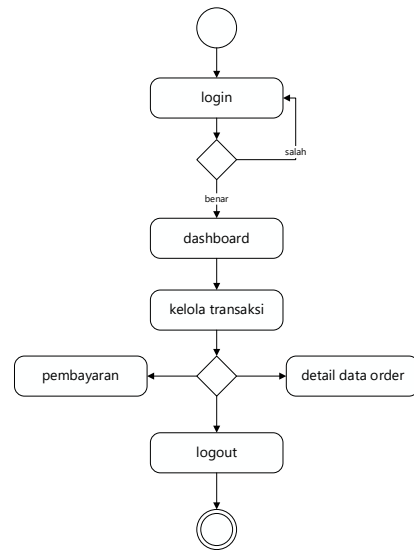 login
salah
benar
dashboard
kelola transaksi
pembayaran
detail data order
logout